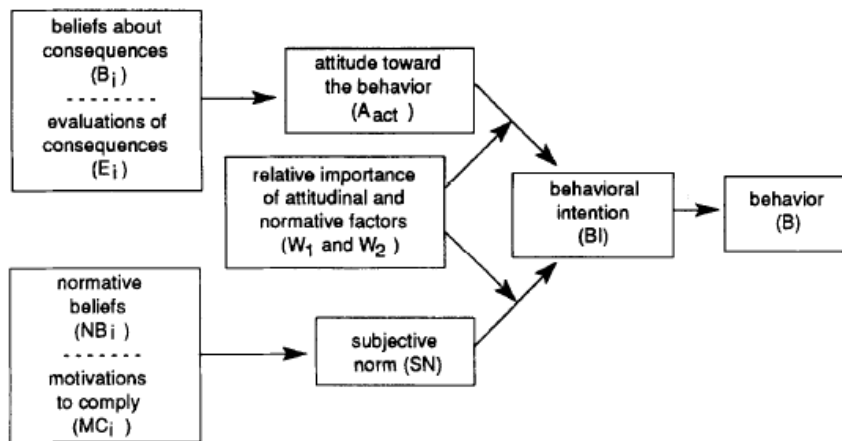 beliefs about
consequences
(Bi)
- - - - - - - -
evaluations of
consequences
(Ei)
attitude toward
the behavior
(Aact )
relative importance
of attitudinal and
normative factors
(W1 and W2 )
behavioral
intention
(BI)
behavior
(B)
normative
beliefs
(NBi)
- - - - - - - -
motivations
to comply
(MCi)
subjective
norm (SN)